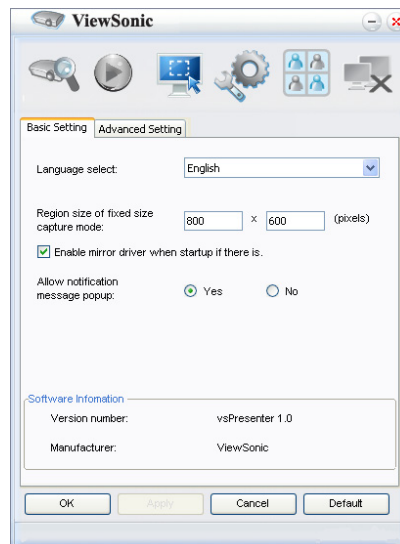 ViewSonic
Basic Setting Advanced Setting
Language select: English
Region size of fixed size
capture mode: 800 x 600 (pixels)
Enable mirror driver when startup if there is.
Allow notification
message popup: Yes No
Software Infomation
Version number: vsPresenter 1.0
Manufacturer: ViewSonic
OK Apply Cancel Default